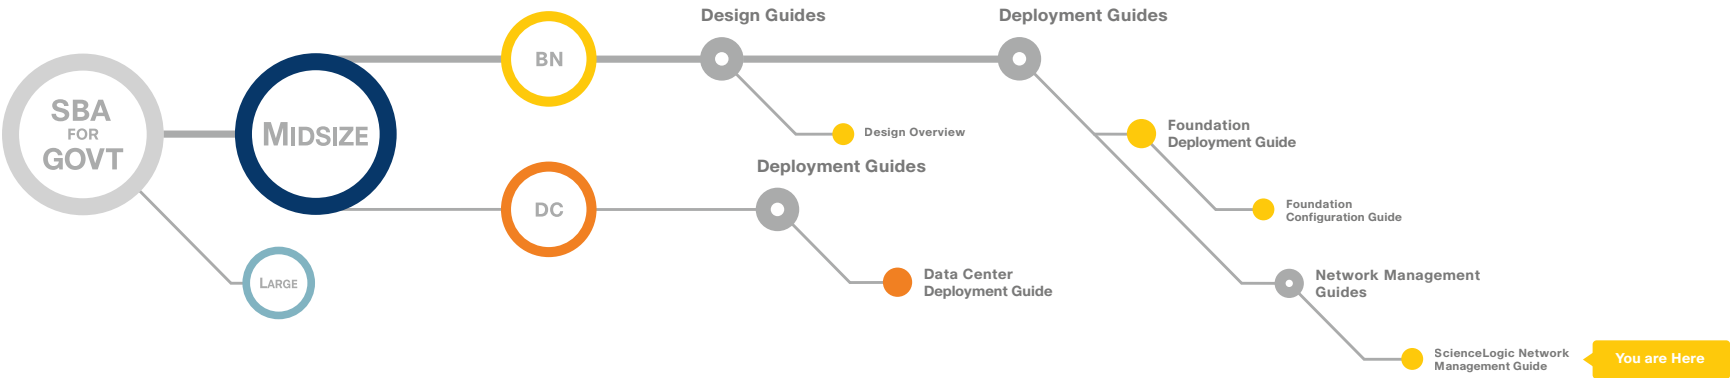 Design Guides
Deployment Guides
BN
SBA
FOR
GOVT
MIDSIZE
Design Overview
Foundation
Deployment Guide
Deployment Guides
DC
Foundation
Configuration Guide
LARGE
Data Center
Deployment Guide
Network Management
Guides
ScienceLogic Network
Management Guide
You are Here